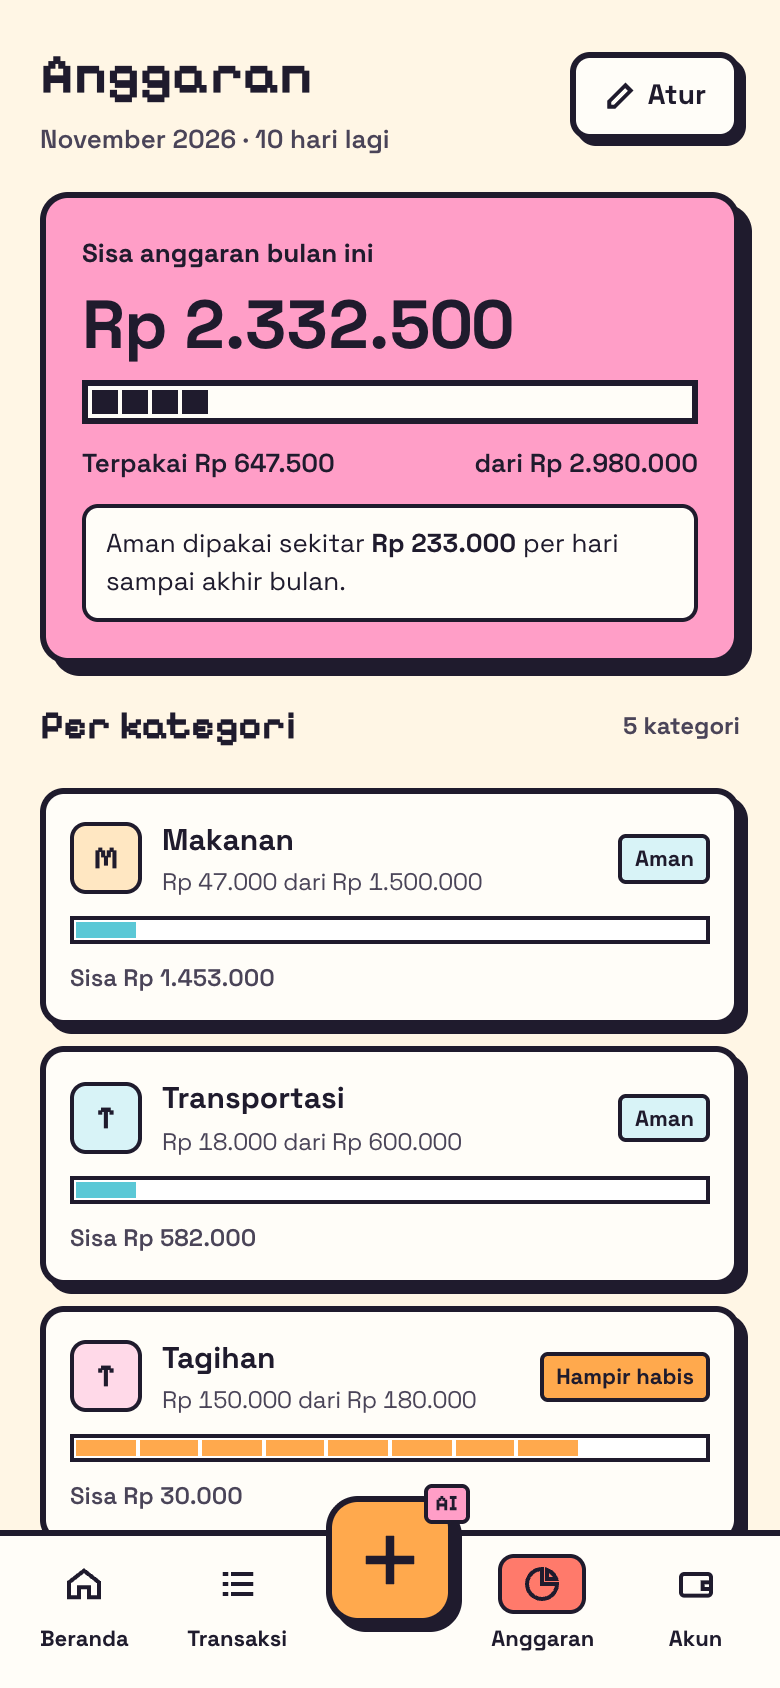 Anggaran
Atur
November 2026 · 10 hari lagi
Sisa anggaran bulan ini
Rp 2.332.500
Terpakai Rp 647.500
dari Rp 2.980.000
Aman dipakai sekitar Rp 233.000 per hari
sampai akhir bulan.
Per kategori
5 kategori
M
Makanan
Rp 47.000 dari Rp 1.500.000
Aman
Sisa Rp 1.453.000
T
Transportasi
Rp 18.000 dari Rp 600.000
Aman
Sisa Rp 582.000
T
Tagihan
Rp 150.000 dari Rp 180.000
Hampir habis
Sisa Rp 30.000
AI
Beranda
Transaksi
Anggaran
Akun